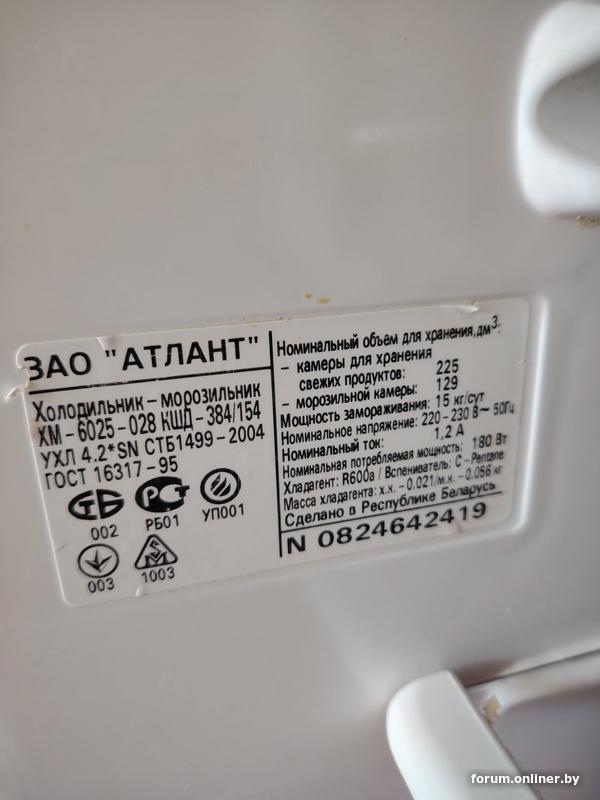 ЗАО "АТЛАНТ"
Холодильник – морозильник
ХМ – 6025 – 028 КШД – 384/154
УХЛ 4.2*SN СТБ1499 – 2004
ГОСТ 16317 – 95
002
РБ01
УП001
003
1003
Номинальный объем для хранения, дм³:
– камеры для хранения
свежих продуктов: 225
– морозильной камеры: 129
Мощность замораживания: 15 кг/сут
Номинальное напряжение: 220 – 230 В ~ 50Гц
Номинальный ток: 1,2 А
Номинальная потребляемая мощность: 180 Вт
Хладагент: R600a / Вспениватель: C – Pentane
Масса хладагента: х.к. – 0.021/м.к. – 0.056 кг
Сделано в Республике Беларусь
N 0824642419
forum.onliner.by